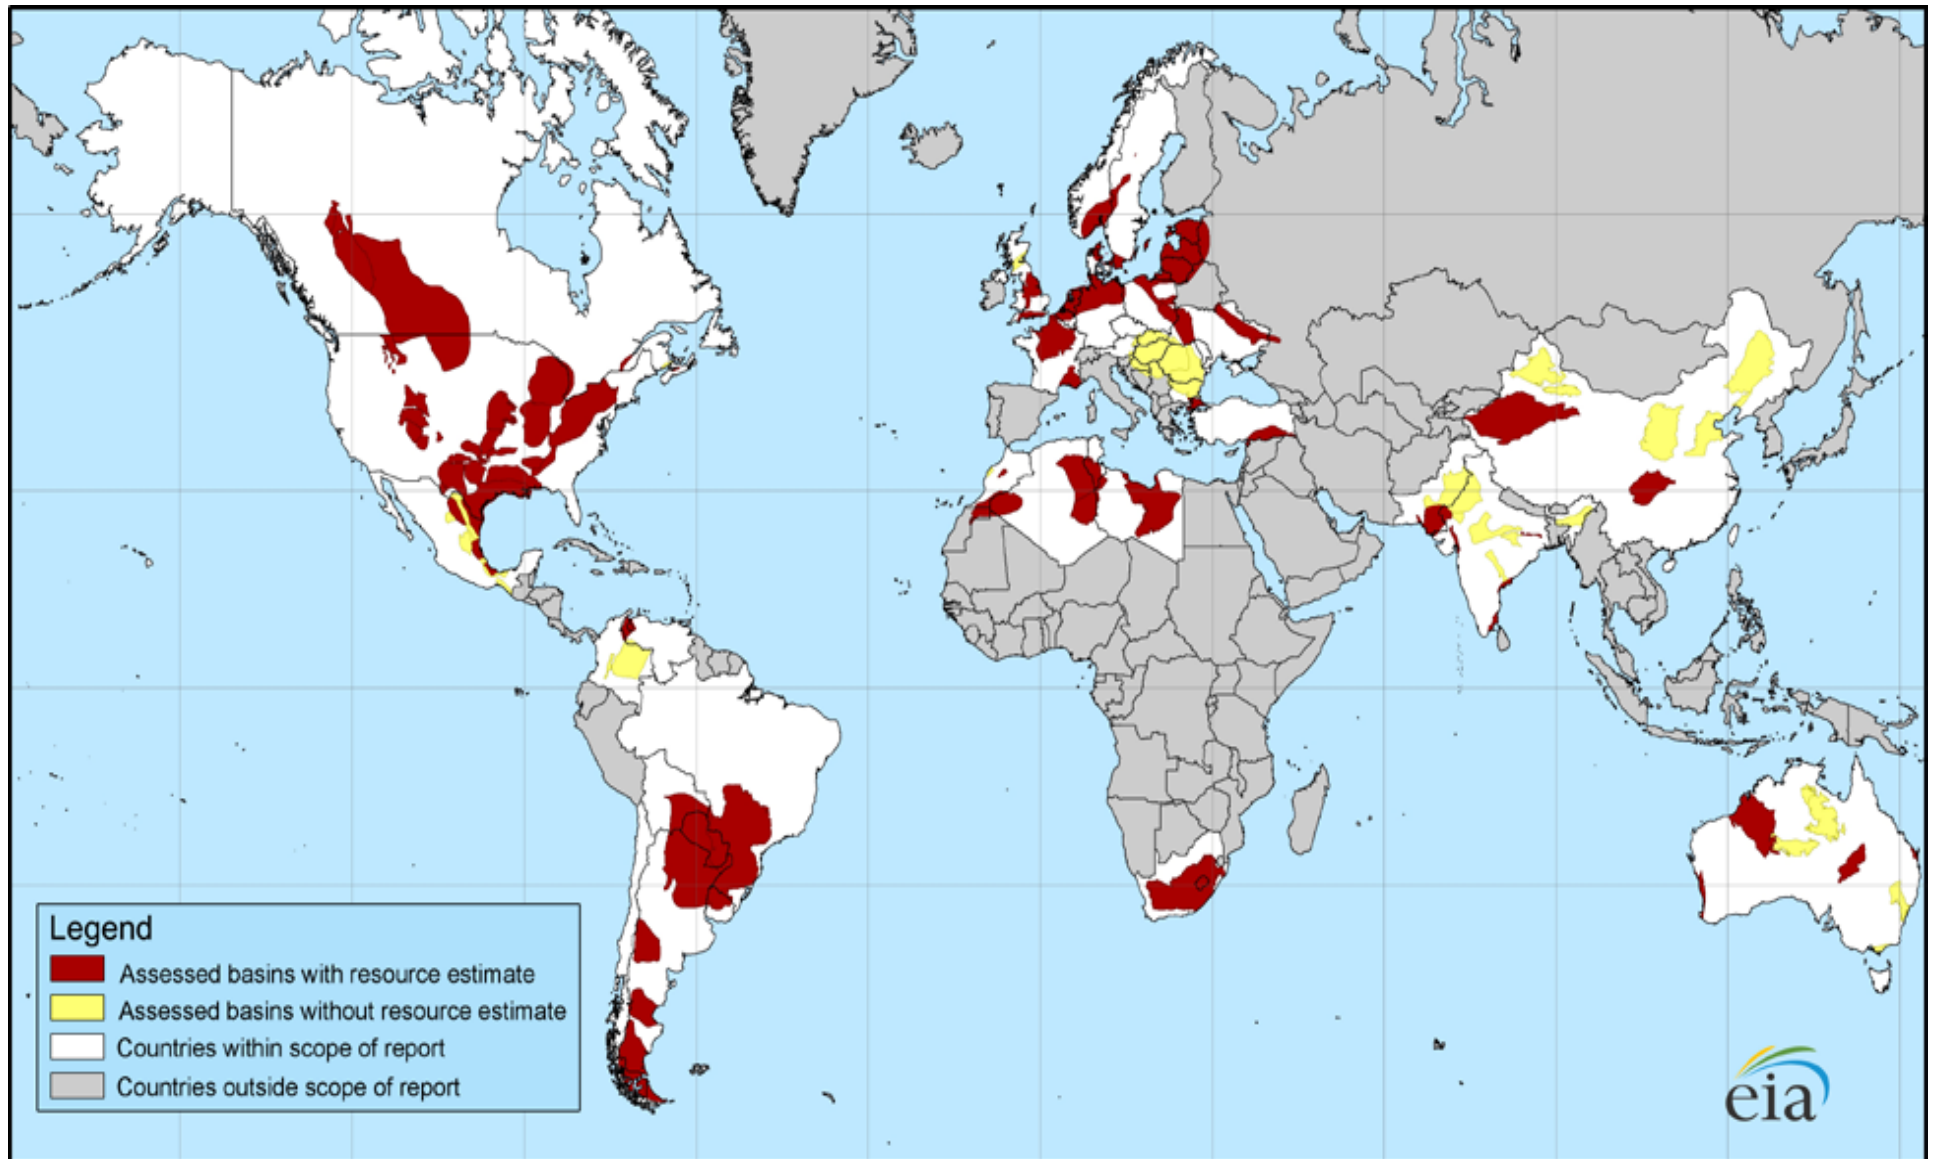 Legend
Assessed basins with resource estimate
Assessed basins without resource estimate
Countries within scope of report
Countries outside scope of report
eia